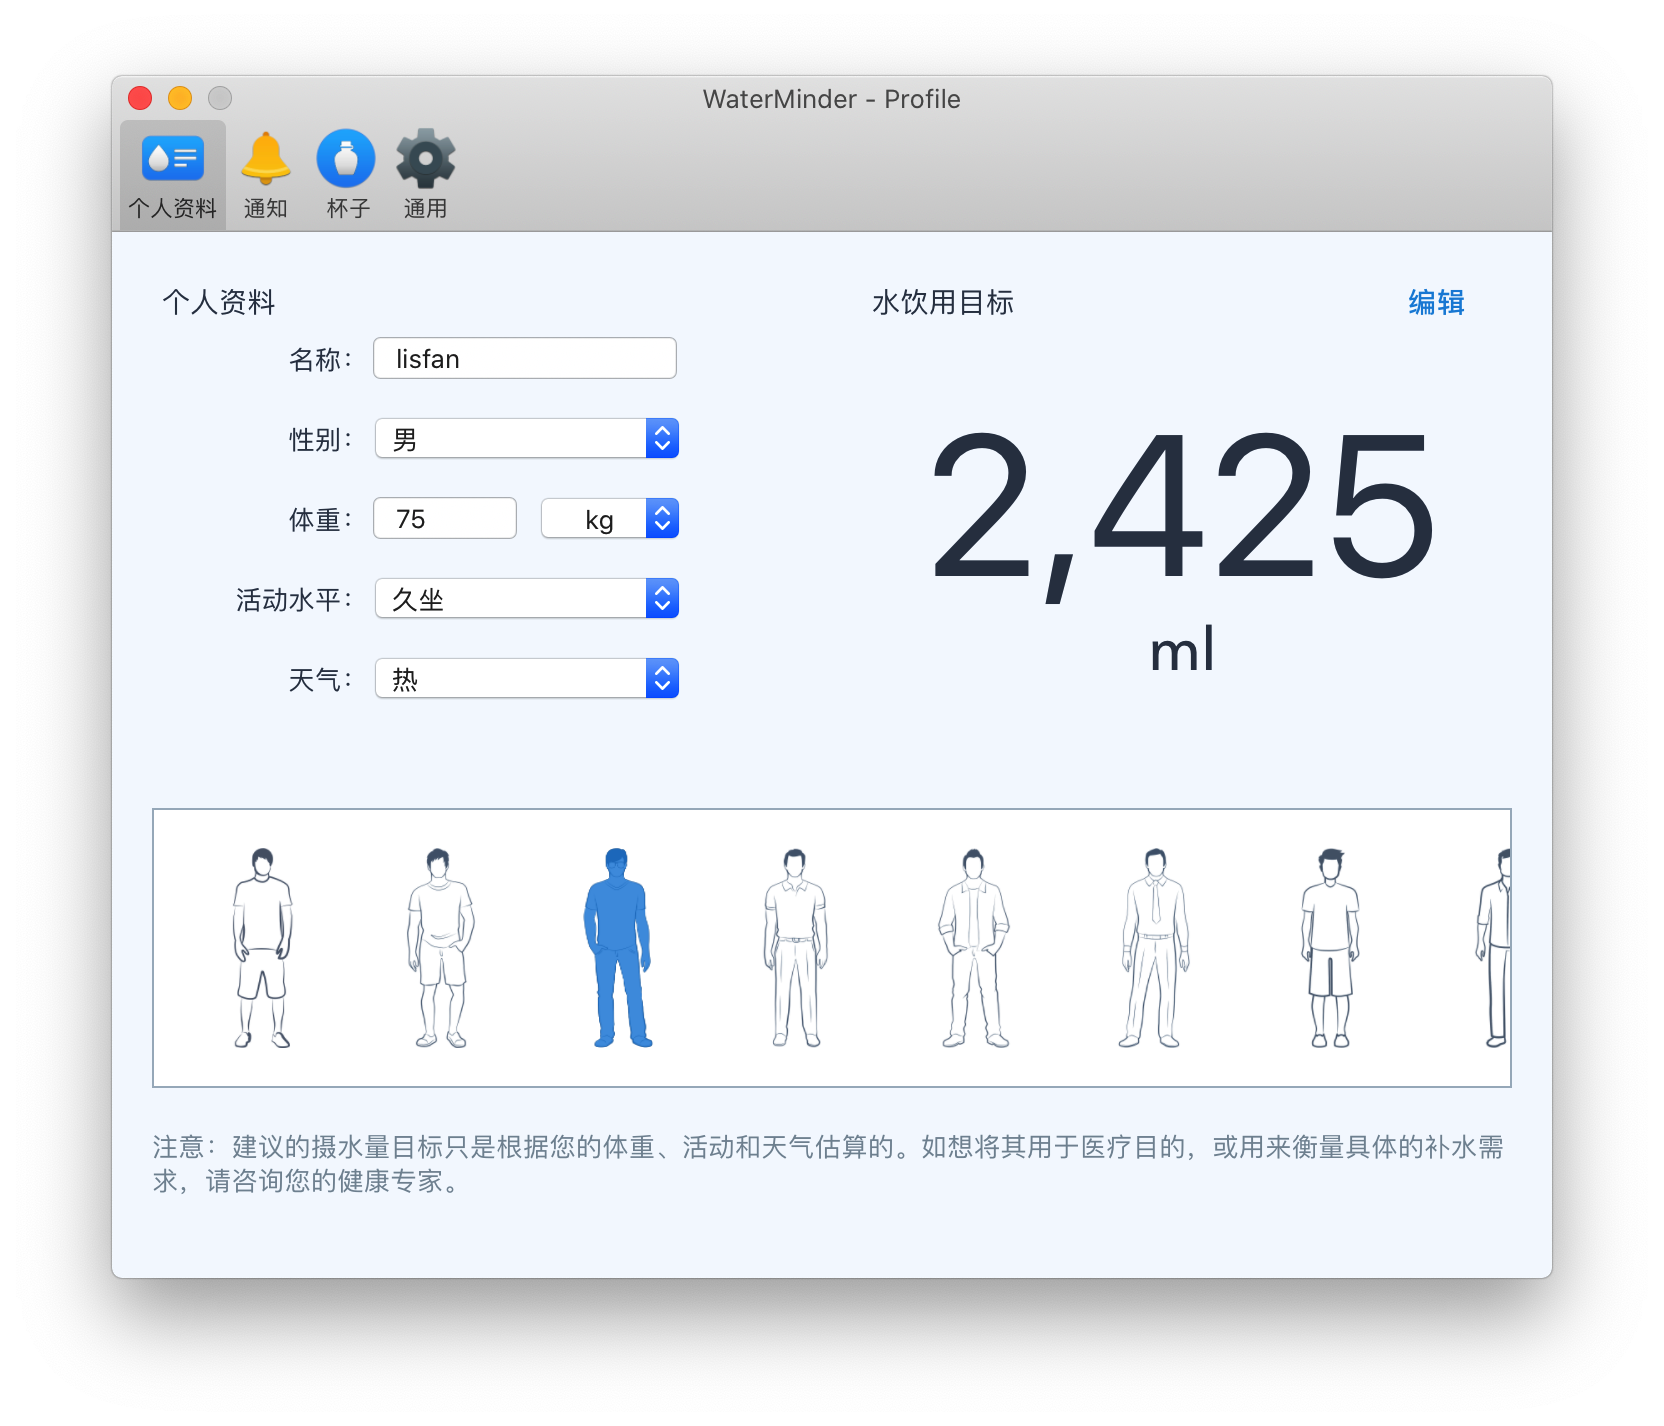 WaterMinder - Profile
个人资料
通知
杯子
通用
个人资料
名称：
lisfan
性别：
男
体重：
75
kg
活动水平：
久坐
天气：
热
水饮用目标
编辑
2,425
ml
注意：建议的摄水量目标只是根据您的体重、活动和天气估算的。如想将其用于医疗目的，或用来衡量具体的补水需
求，请咨询您的健康专家。